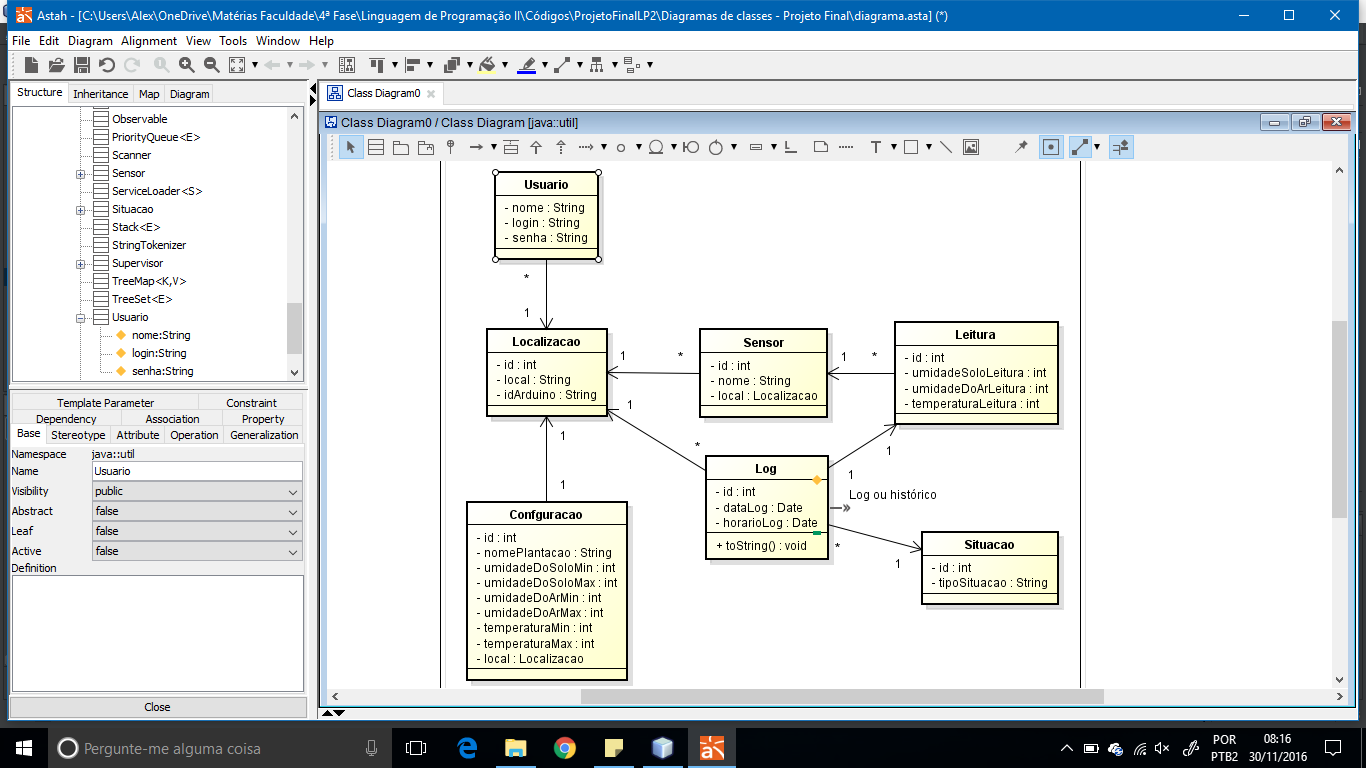 Astah - [C:\Users\Alex\OneDrive\Matérias Faculdade\4ª Fase\Linguagem de Programação II\Códigos\ProjetoFinalLP2\Diagramas de classes - Projeto Final\diagrama.asta] (*)
File Edit Diagram Alignment View Tools Window Help
Structure Inheritance Map Diagram
Observable
PriorityQueue<E>
Scanner
Sensor
ServiceLoader<S>
Situacao
Stack<E>
StringTokenizer
Supervisor
TreeMap<K,V>
TreeSet<E>
Usuario
nome:String
login:String
senha:String
Template Parameter Constraint
Dependency Association Property
Base Stereotype Attribute Operation Generalization
Namespace java::util
Name Usuario
Visibility public
Abstract false
Leaf false
Active false
Definition
Close
Class Diagram0
Class Diagram0 / Class Diagram [java::util]
T
Usuario
- nome : String
- login : String
- senha : String
*
1
Localizacao
- id : int
- local : String
- idArduino : String
1
*
Sensor
- id : int
- nome : String
- local : Localizacao
1
*
Leitura
- id : int
- umidadeSoloLeitura : int
- umidadeDoArLeitura : int
- temperaturaLeitura : int
1
*
1
1
Log
- id : int
- dataLog : Date
- horarioLog : Date
+ toString() : void
Log ou histórico
*
1
Situacao
- id : int
- tipoSituacao : String
1
1
Confguracao
- id : int
- nomePlantacao : String
- umidadeDoSoloMin : int
- umidadeDoSoloMax : int
- umidadeDoArMin : int
- umidadeDoArMax : int
- temperaturaMin : int
- temperaturaMax : int
- local : Localizacao
Pergunte-me alguma coisa
POR
PTB2
08:16
30/11/2016